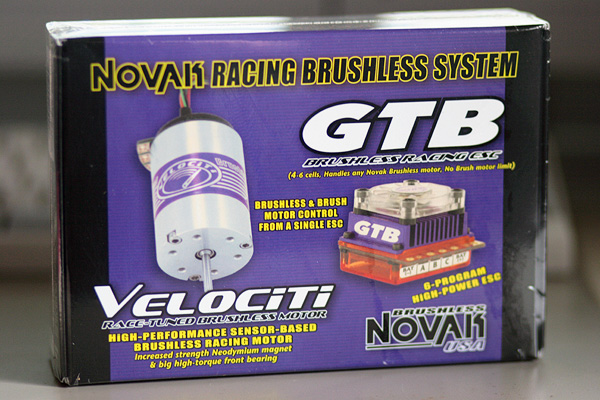 NOVAK RACING BRUSHLESS SYSTEM
GTB
BRUSHLESS RACING ESC
(4-6 cells, Handles any Novak Brushless motor, No Brush motor limit)
VELOCITI
BRUSHLESS & BRUSH
MOTOR CONTROL
FROM A SINGLE ESC
GTB
A B C
6-PROGRAM
HIGH-POWER ESC
VELOCITI
RACE-TUNED BRUSHLESS MOTOR
HIGH-PERFORMANCE SENSOR-BASED
BRUSHLESS RACING MOTOR
Increased strength Neodymium magnet
& big high-torque front bearing
BRUSHLESS
NOVAK
USA